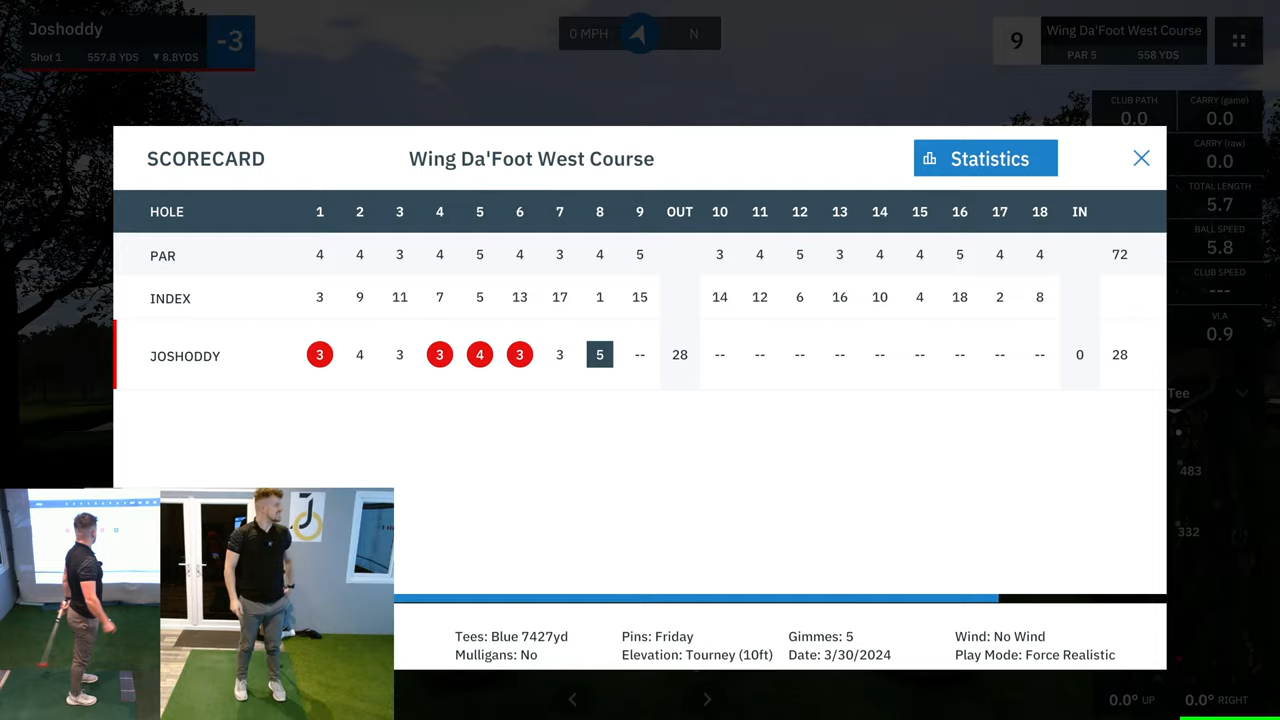 Joshoddy
-3
Shot 1 557.8 YDS ▼8.8YDS
0 MPH N
9 Wing Da'Foot West Course
PAR 5 558 YDS
CLUB PATH CARRY (game)
0.0 0.0
CARRY (raw)
0.0
TOTAL LENGTH
5.7
BALL SPEED
5.8
CLUB SPEED
---
VLA
0.9
Tee
483
332
0.0° UP 0.0° RIGHT
SCORECARD Wing Da'Foot West Course Statistics
HOLE 1 2 3 4 5 6 7 8 9 OUT 10 11 12 13 14 15 16 17 18 IN
PAR 4 4 3 4 5 4 3 4 5 3 4 5 3 4 4 5 4 4 72
INDEX 3 9 11 7 5 13 17 1 15 14 12 6 16 10 4 18 2 8
JOSHODDY 3 4 3 3 4 3 3 5 -- 28 -- -- -- -- -- -- -- -- -- 0 28
Tees: Blue 7427yd Pins: Friday Gimmes: 5 Wind: No Wind
Mulligans: No Elevation: Tourney (10ft) Date: 3/30/2024 Play Mode: Force Realistic